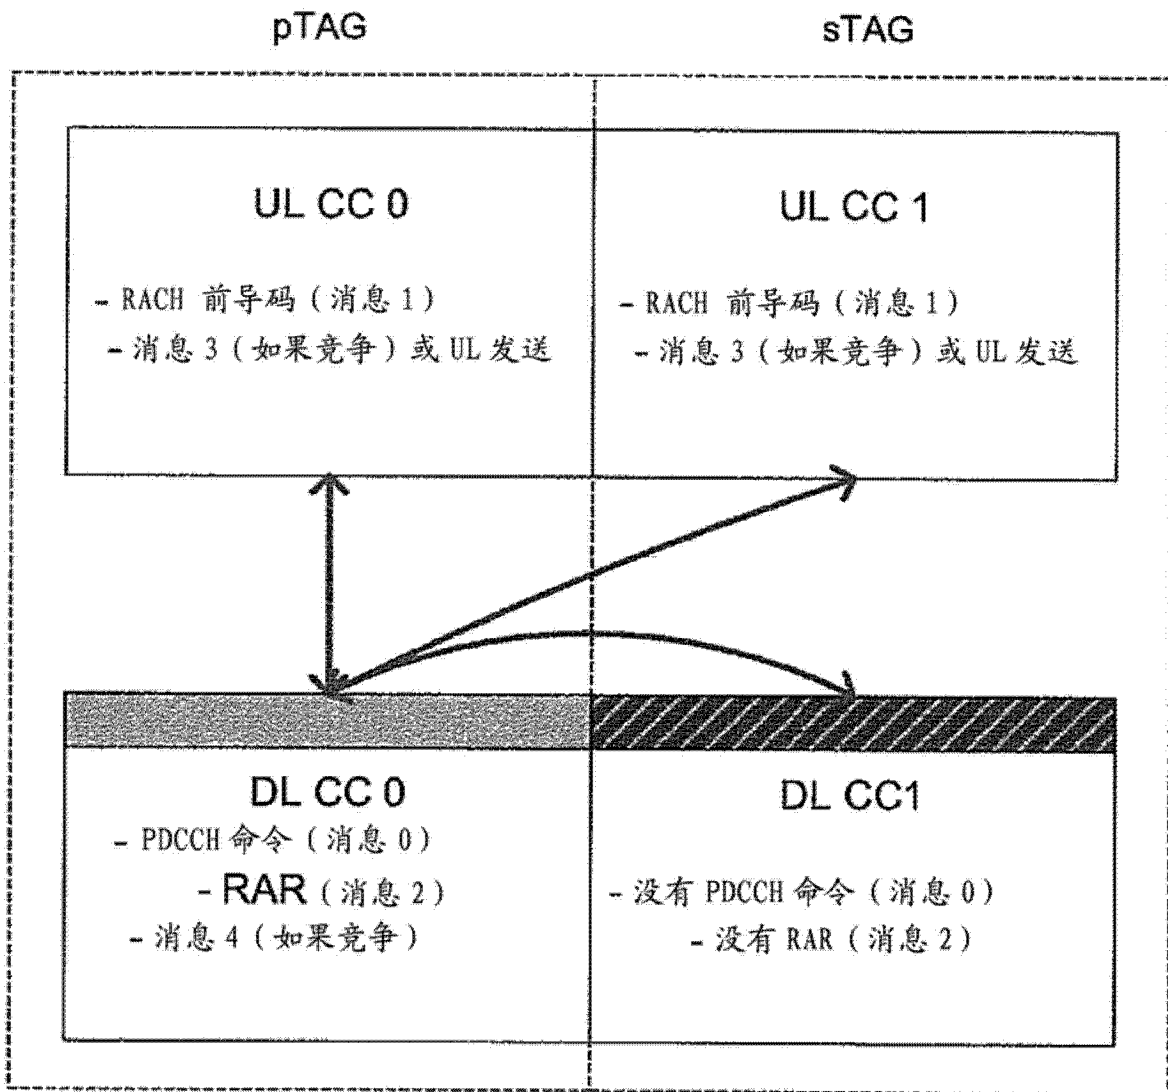 pTAG
sTAG
UL CC 0
- RACH 前导码 (消息 1)
- 消息 3 (如果竞争) 或 UL 发送
UL CC 1
- RACH 前导码 (消息 1)
- 消息 3 (如果竞争) 或 UL 发送
DL CC 0
- PDCCH 命令 (消息 0)
- RAR (消息 2)
- 消息 4 (如果竞争)
DL CC1
- 没有 PDCCH 命令 (消息 0)
- 没有 RAR (消息 2)